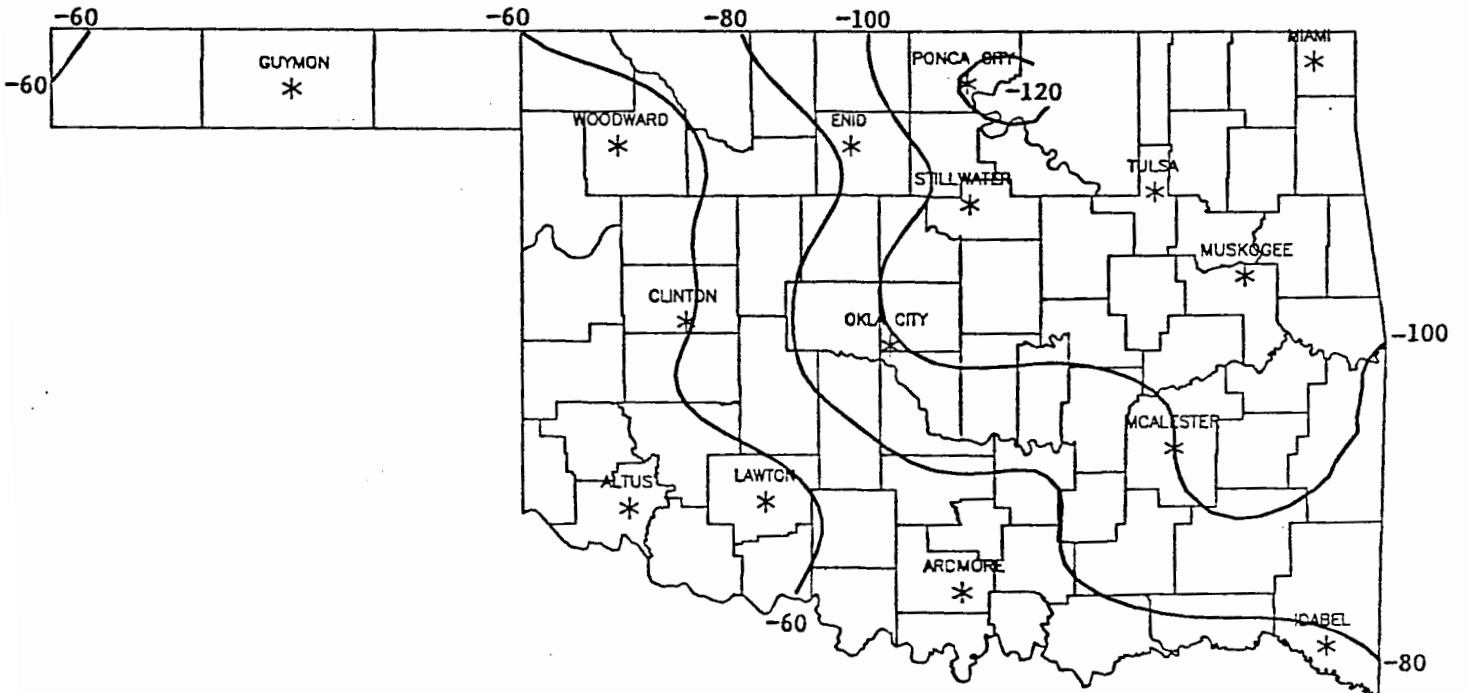 -60
-60
-80
-100
-60
GUYMON
PONCA CITY
MIAMI
-120
WOODWARD
ENID
TULSA
STILLWATER
MUSKOGEE
CLINTON
OKLA CITY
-100
MCALESTER
ALTUS
LAWTON
ARDMORE
-60
IDABEL
-80